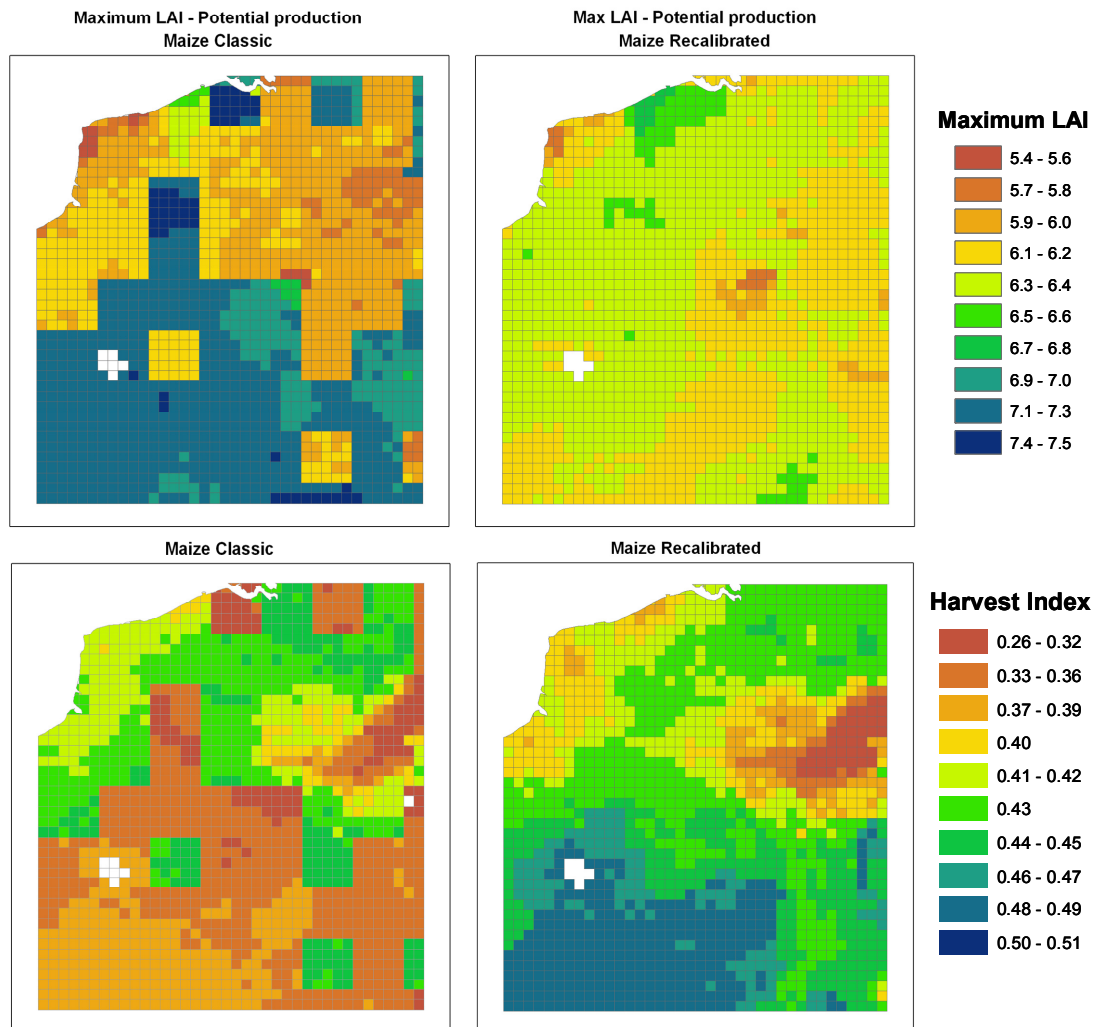 Maximum LAI - Potential production
Maize Classic
Max LAI - Potential production
Maize Recalibrated
Maximum LAI
5.4 - 5.6
5.7 - 5.8
5.9 - 6.0
6.1 - 6.2
6.3 - 6.4
6.5 - 6.6
6.7 - 6.8
6.9 - 7.0
7.1 - 7.3
7.4 - 7.5
Maize Classic
Maize Recalibrated
Harvest Index
0.26 - 0.32
0.33 - 0.36
0.37 - 0.39
0.40
0.41 - 0.42
0.43
0.44 - 0.45
0.46 - 0.47
0.48 - 0.49
0.50 - 0.51